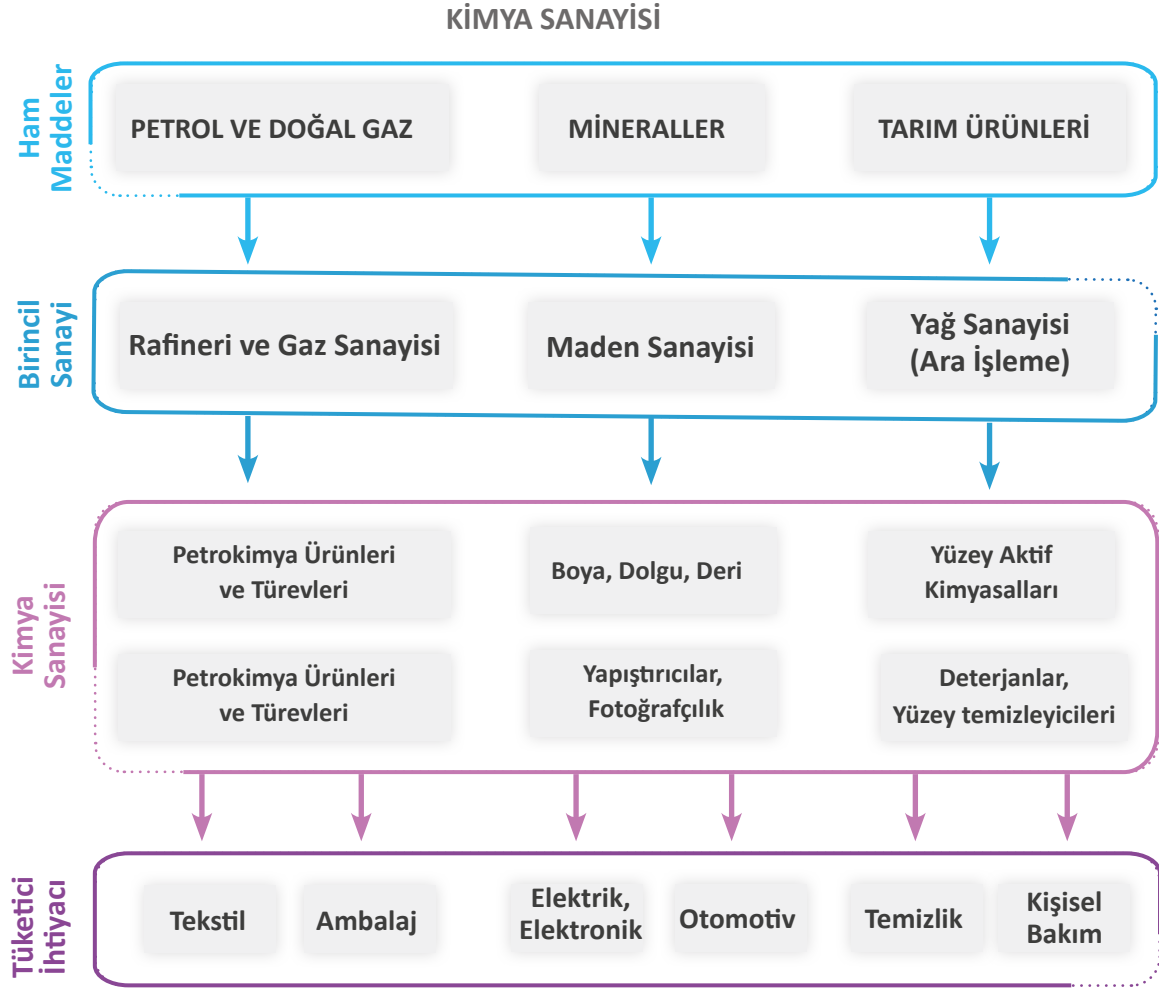 KİMYA SANAYİSİ
Ham
Maddeler
PETROL VE DOĞAL GAZ
MİNERALLER
TARIM ÜRÜNLERİ
Birincil
Sanayi
Rafineri ve Gaz Sanayisi
Maden Sanayisi
Yağ Sanayisi
(Ara İşleme)
Kimya
Sanayisi
Petrokimya Ürünleri
ve Türevleri
Boya, Dolgu, Deri
Yüzey Aktif
Kimyasalları
Petrokimya Ürünleri
ve Türevleri
Yapıştırıcılar,
Fotoğrafçılık
Deterjanlar,
Yüzey temizleyicileri
Tüketici
İhtiyacı
Tekstil
Ambalaj
Elektrik,
Elektronik
Otomotiv
Temizlik
Kişisel
Bakım